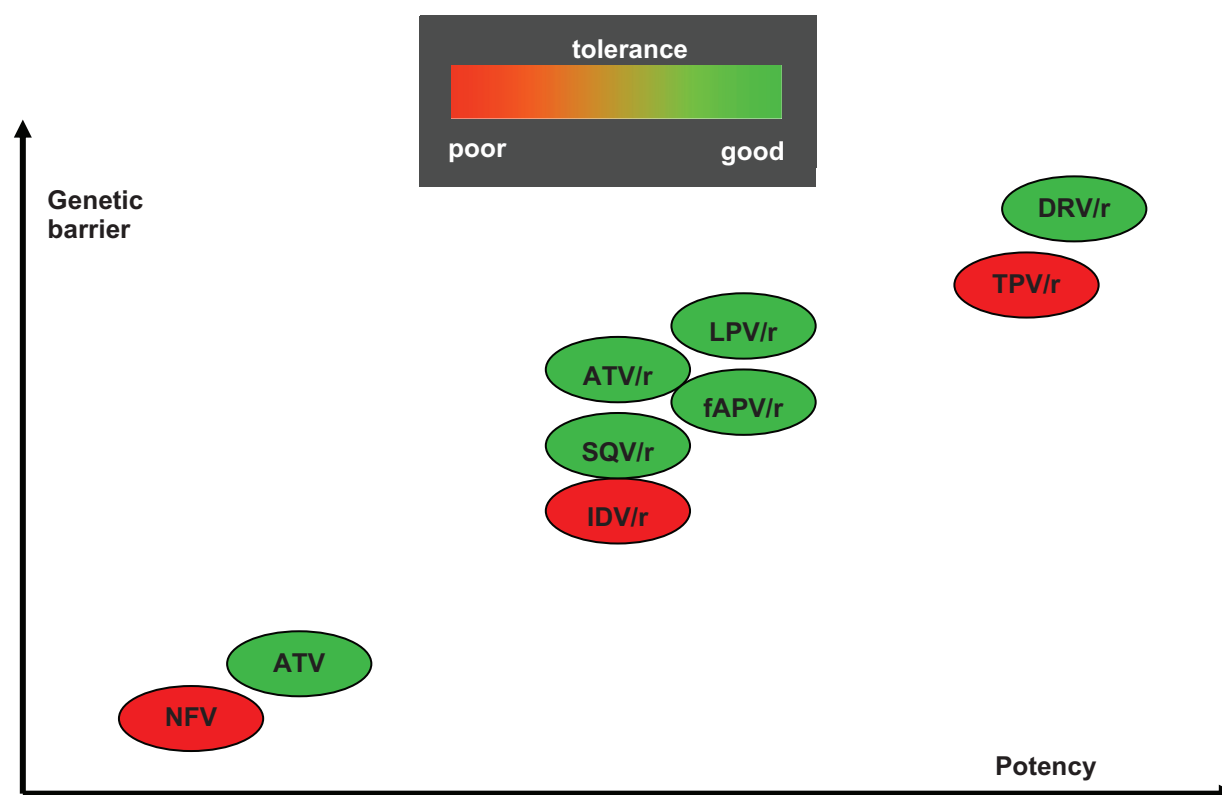 tolerance
poor good
Genetic
barrier
DRV/r
TPV/r
LPV/r
ATV/r
fAPV/r
SQV/r
IDV/r
ATV
NFV
Potency